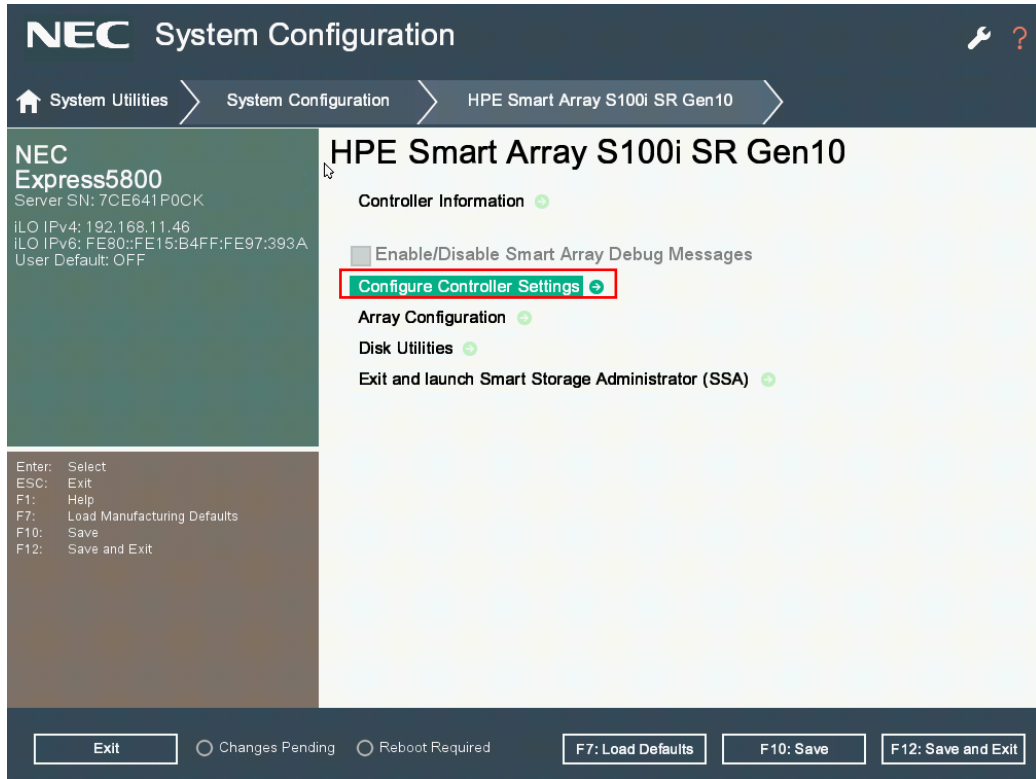 NEC System Configuration
?
System Utilities
System Configuration
HPE Smart Array S100i SR Gen10
NEC
Express5800
Server SN: 7CE641P0CK
iLO IPv4: 192.168.11.46
iLO IPv6: FE80::FE15:B4FF:FE97:393A
User Default: OFF
HPE Smart Array S100i SR Gen10
Controller Information
Enable/Disable Smart Array Debug Messages
Configure Controller Settings
Array Configuration
Disk Utilities
Exit and launch Smart Storage Administrator (SSA)
Enter: Select
ESC: Exit
F1: Help
F7: Load Manufacturing Defaults
F10: Save
F12: Save and Exit
Exit
Changes Pending
Reboot Required
F7: Load Defaults
F10: Save
F12: Save and Exit